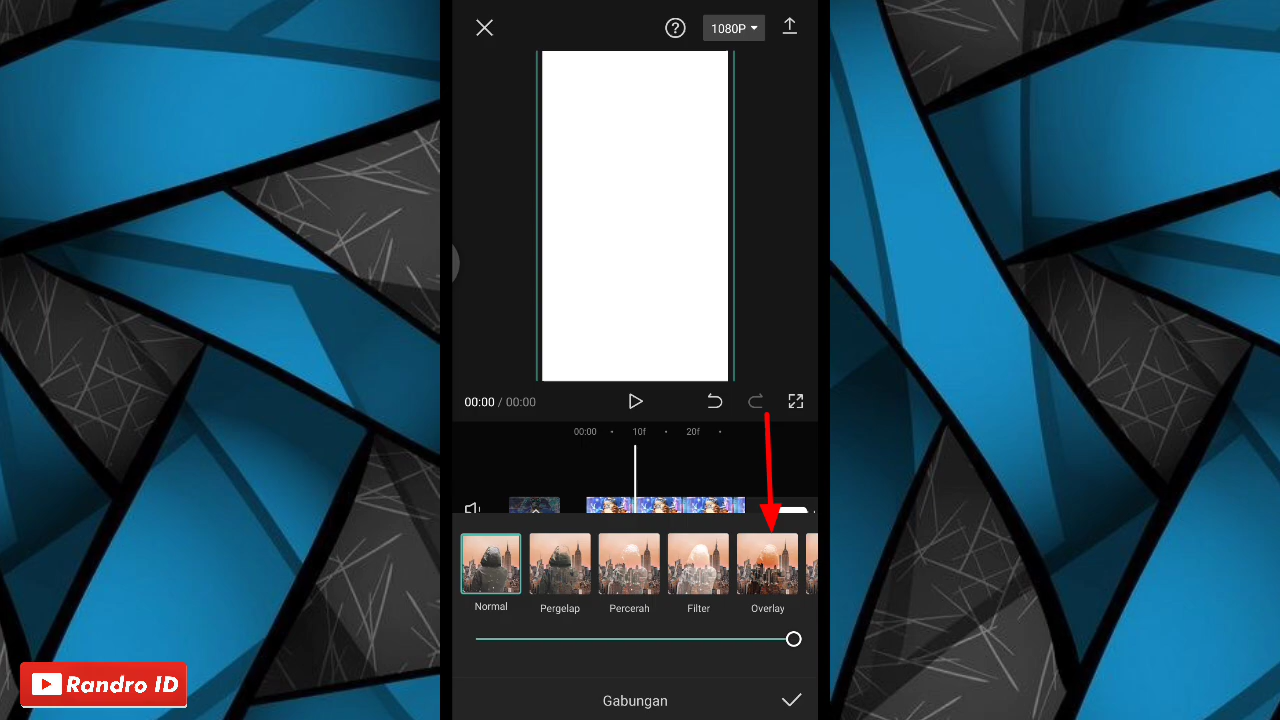 1080P
00:00 / 00:00
00:00 10f 20f
Normal Pergelap Percerah Filter Overlay
Gabungan
Randro ID